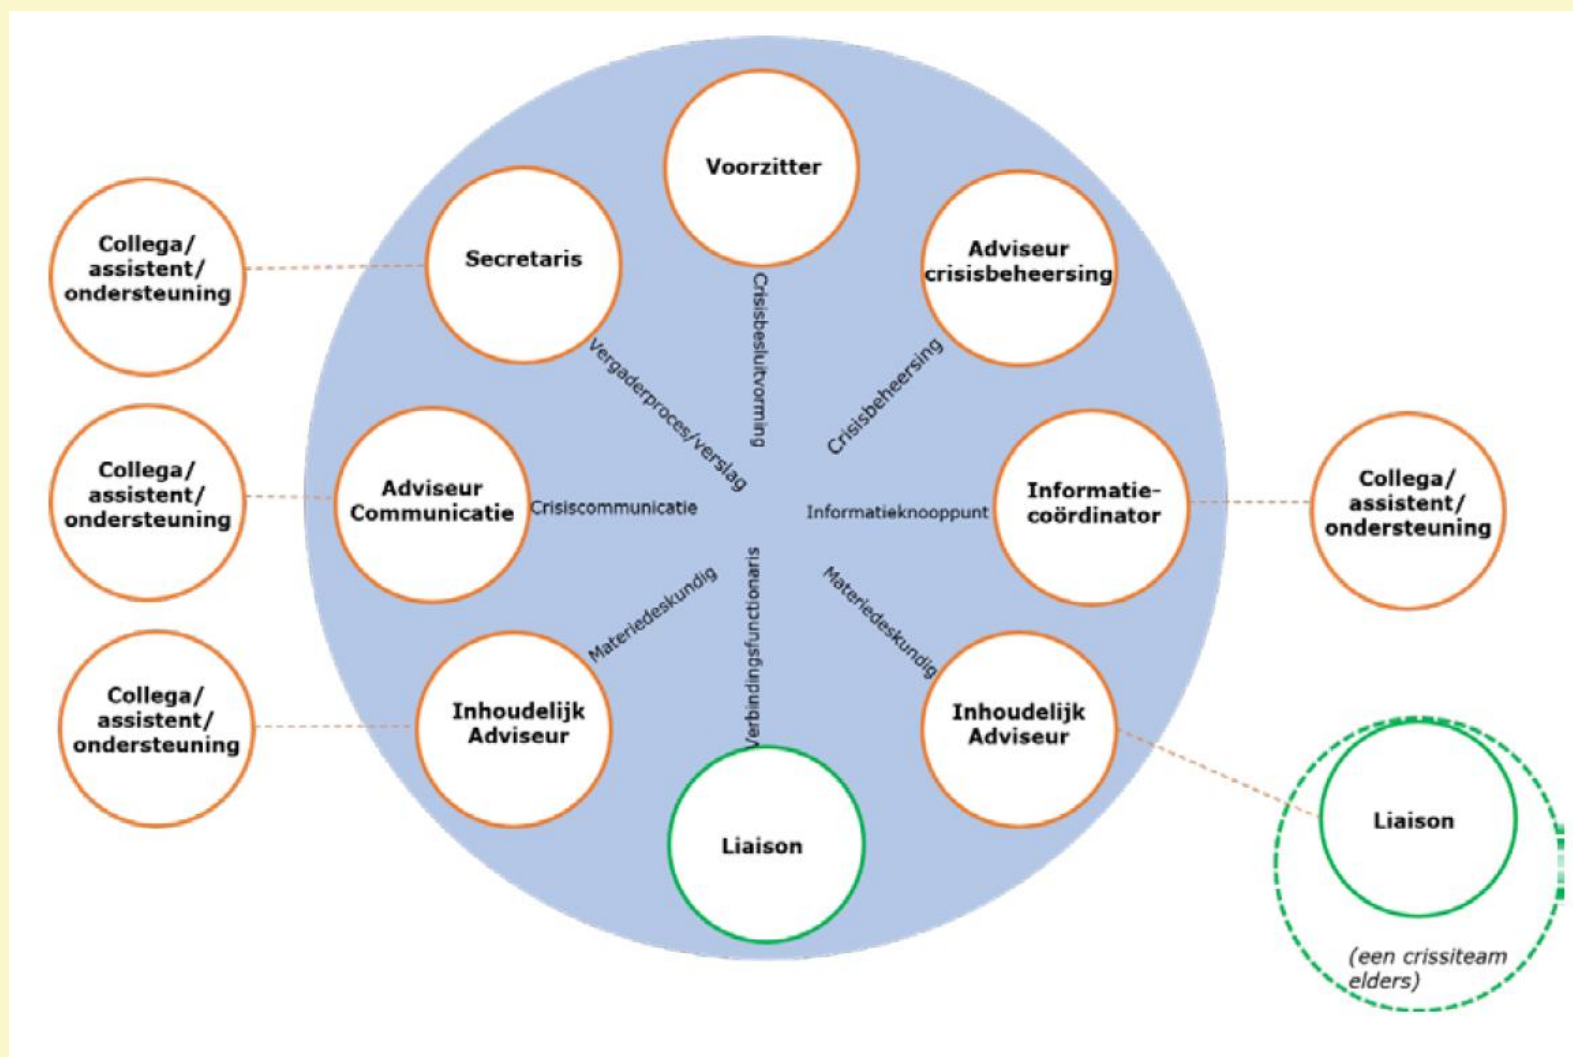 Voorzitter
Crisisbesluitvorming
Adviseur
crisisbeheersing
Crisisbeheersing
Informatie-
coördinator
Informatieknooppunt
Collega/
assistent/
ondersteuning
Inhoudelijk
Adviseur
Materiedeskundig
Liaison
(een crissiteam
elders)
Liaison
Verbindingsfunctionaris
Inhoudelijk
Adviseur
Materiedeskundig
Collega/
assistent/
ondersteuning
Adviseur
Communicatie
Crisiscommunicatie
Collega/
assistent/
ondersteuning
Secretaris
Vergaderproces/verslag
Collega/
assistent/
ondersteuning